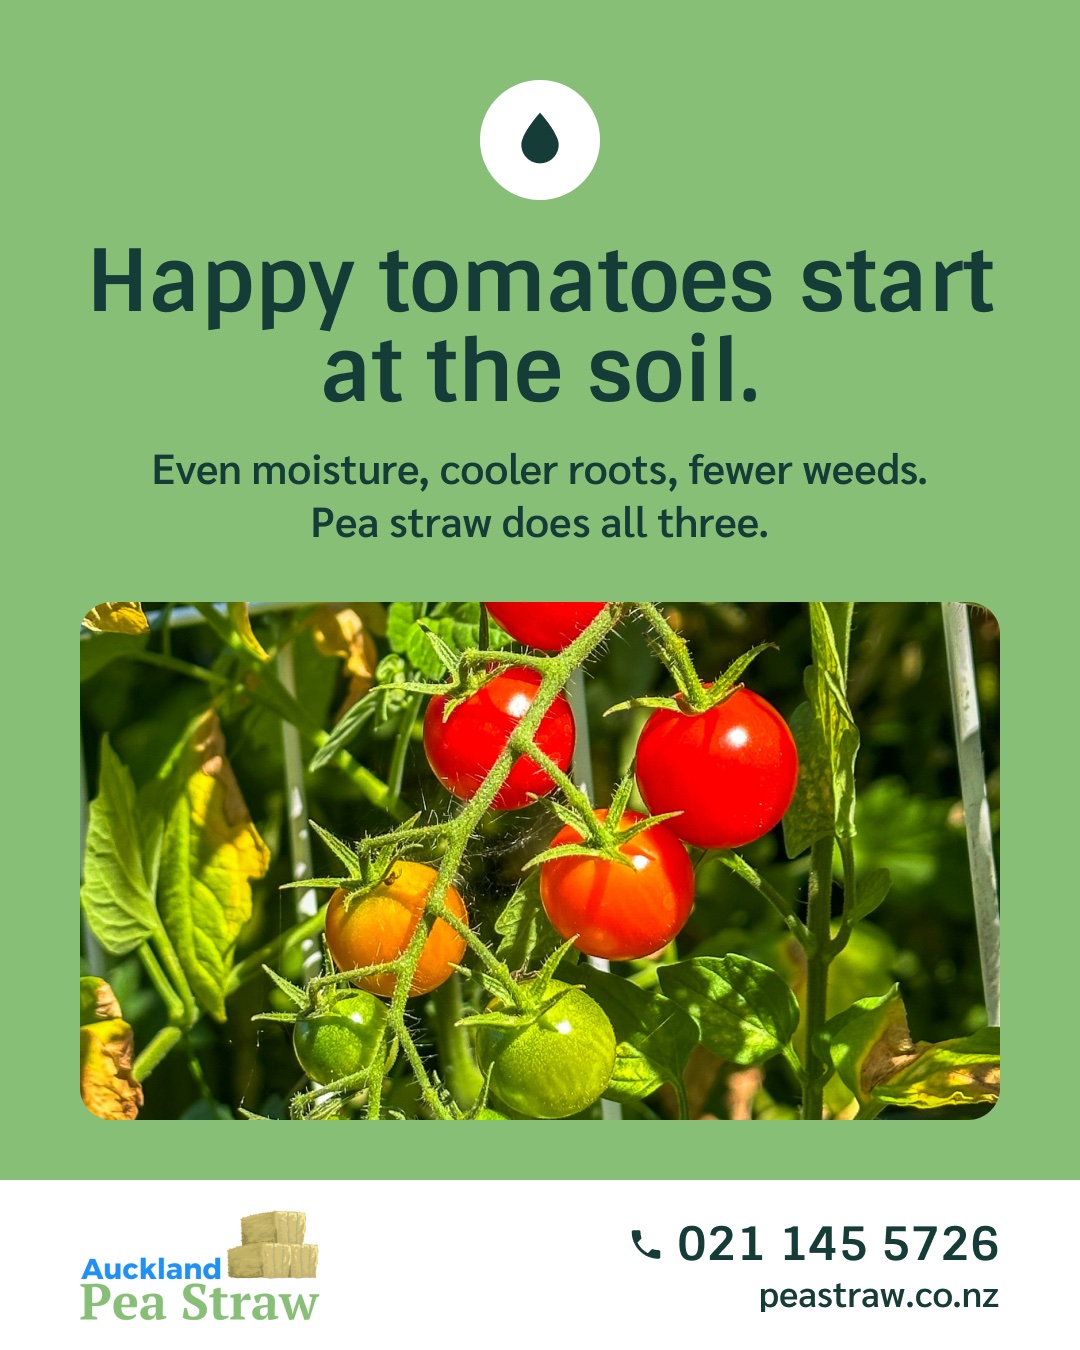 Happy tomatoes start
at the soil.
Even moisture, cooler roots, fewer weeds.
Pea straw does all three.
Auckland
Pea Straw
021 145 5726
peastraw.co.nz